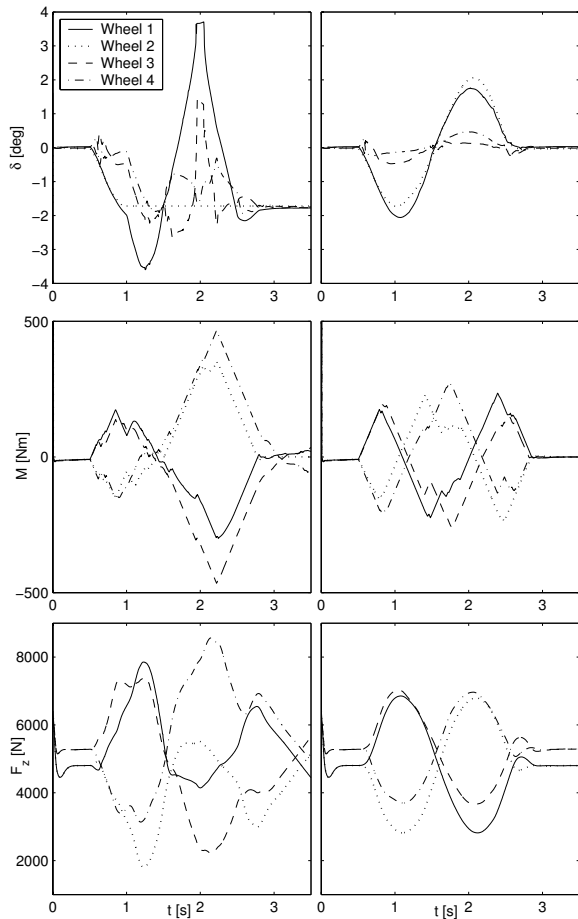 4
3
2
1
0
−1
−2
−3
−4
δ [deg]
Wheel 1
Wheel 2
Wheel 3
Wheel 4
0 1 2 3
0 1 2 3
500
0
−500
M [Nm]
0 1 2 3
0 1 2 3
8000
6000
4000
2000
F_z [N]
0 1 2 3
0 1 2 3
t [s]
t [s]